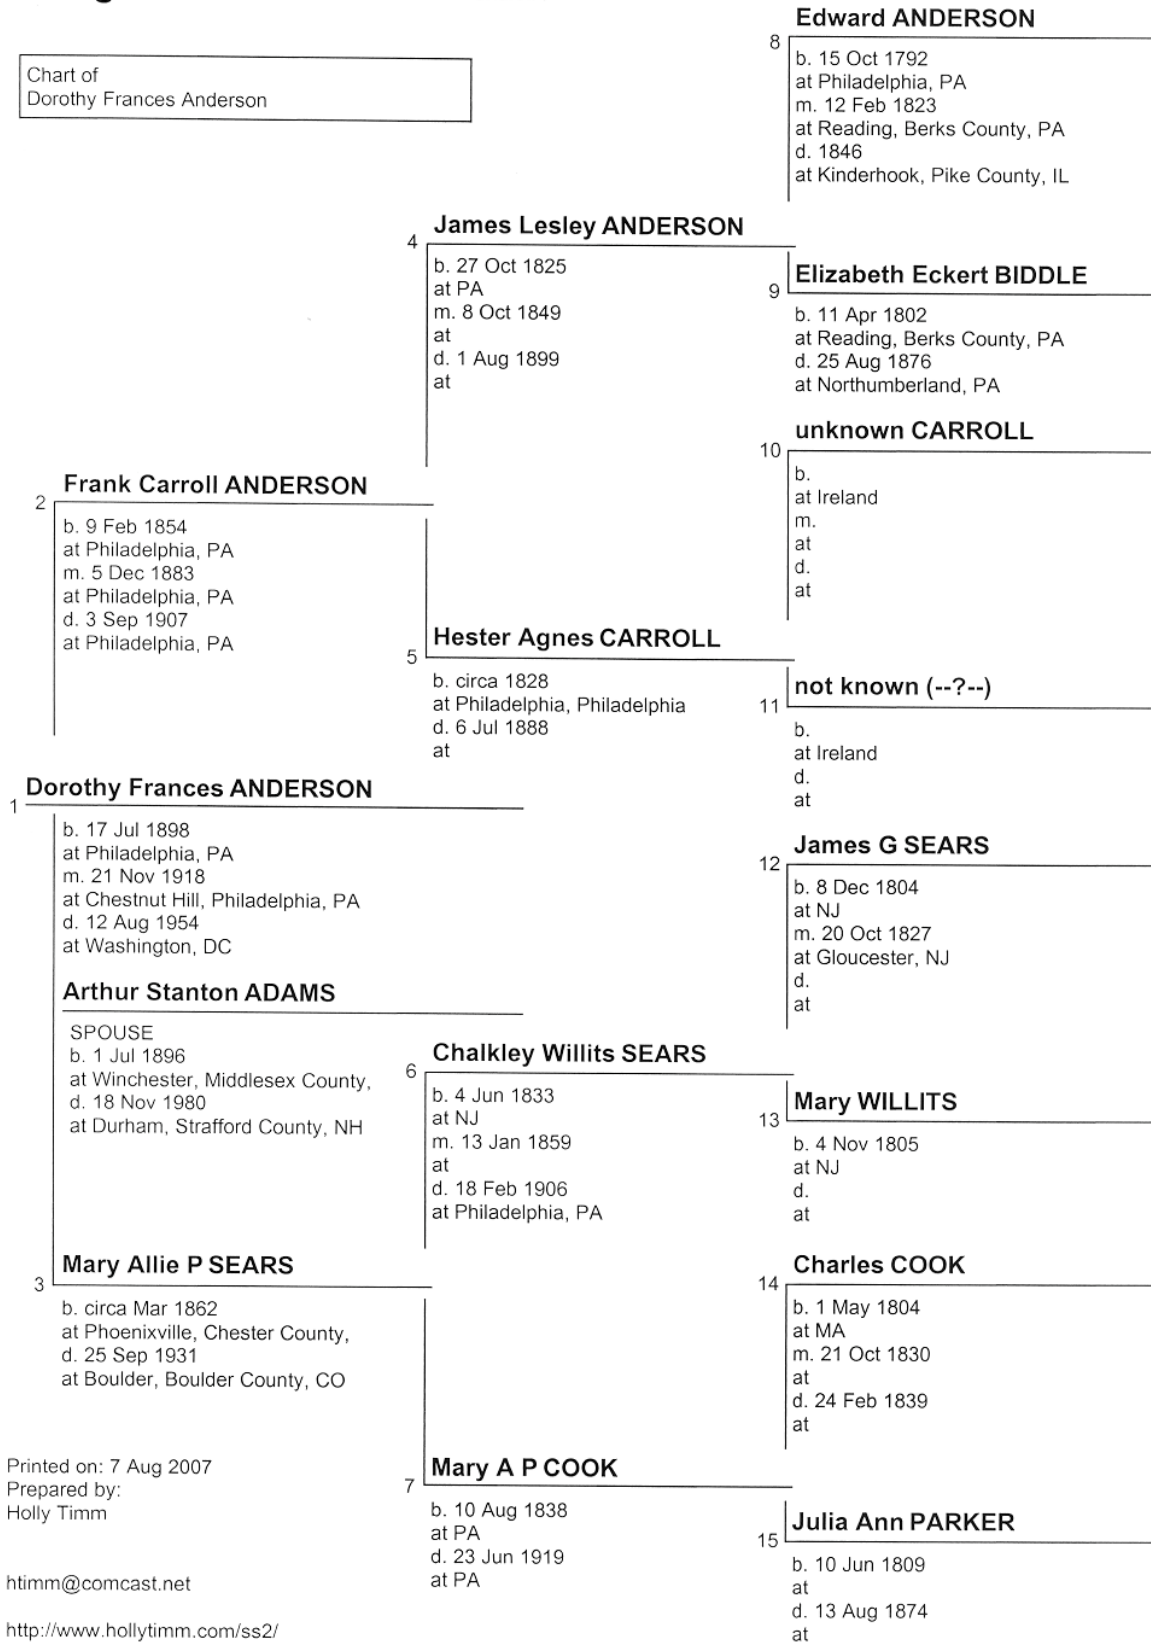 Chart of
Dorothy Frances Anderson
Edward ANDERSON
8
b. 15 Oct 1792
at Philadelphia, PA
m. 12 Feb 1823
at Reading, Berks County, PA
d. 1846
at Kinderhook, Pike County, IL
James Lesley ANDERSON
4
b. 27 Oct 1825
at PA
m. 8 Oct 1849
at
d. 1 Aug 1899
at
Elizabeth Eckert BIDDLE
9
b. 11 Apr 1802
at Reading, Berks County, PA
d. 25 Aug 1876
at Northumberland, PA
unknown CARROLL
10
b.
at Ireland
m.
at
d.
at
Frank Carroll ANDERSON
2
b. 9 Feb 1854
at Philadelphia, PA
m. 5 Dec 1883
at Philadelphia, PA
d. 3 Sep 1907
at Philadelphia, PA
Hester Agnes CARROLL
5
b. circa 1828
at Philadelphia, Philadelphia
d. 6 Jul 1888
at
not known (--?--)
11
b.
at Ireland
d.
at
Dorothy Frances ANDERSON
1
b. 17 Jul 1898
at Philadelphia, PA
m. 21 Nov 1918
at Chestnut Hill, Philadelphia, PA
d. 12 Aug 1954
at Washington, DC
Arthur Stanton ADAMS
SPOUSE
b. 1 Jul 1896
at Winchester, Middlesex County,
d. 18 Nov 1980
at Durham, Strafford County, NH
James G SEARS
12
b. 8 Dec 1804
at NJ
m. 20 Oct 1827
at Gloucester, NJ
d.
at
Chalkley Willits SEARS
6
b. 4 Jun 1833
at NJ
m. 13 Jan 1859
at
d. 18 Feb 1906
at Philadelphia, PA
Mary WILLITS
13
b. 4 Nov 1805
at NJ
d.
at
Mary Allie P SEARS
3
b. circa Mar 1862
at Phoenixville, Chester County,
d. 25 Sep 1931
at Boulder, Boulder County, CO
Charles COOK
14
b. 1 May 1804
at MA
m. 21 Oct 1830
at
d. 24 Feb 1839
at
Mary A P COOK
7
b. 10 Aug 1838
at PA
d. 23 Jun 1919
at PA
Julia Ann PARKER
15
b. 10 Jun 1809
at
d. 13 Aug 1874
at
Printed on: 7 Aug 2007
Prepared by:
Holly Timm
htimm@comcast.net
http://www.hollytimm.com/ss2/